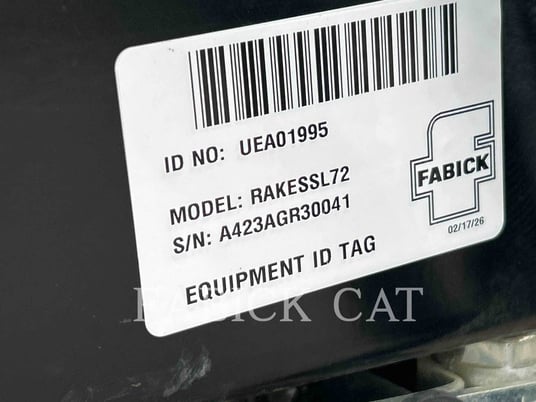 ID NO: UEA01995
MODEL: RAKESSL72
S/N: A423AGR30041
FABICK
02/17/26
EQUIPMENT ID TAG
FABICK CAT